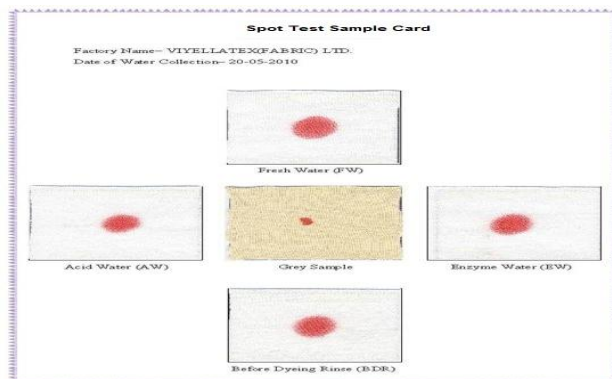 Spot Test Sample Card
Factory Name– VIYELLATEX(FABRIC) LTD.
Date of Water Collection– 20-05-2010
Fresh Water (FW)
Acid Water (AW)
Grey Sample
Enzyme Water (EW)
Before Dyeing Rinse (BDR)